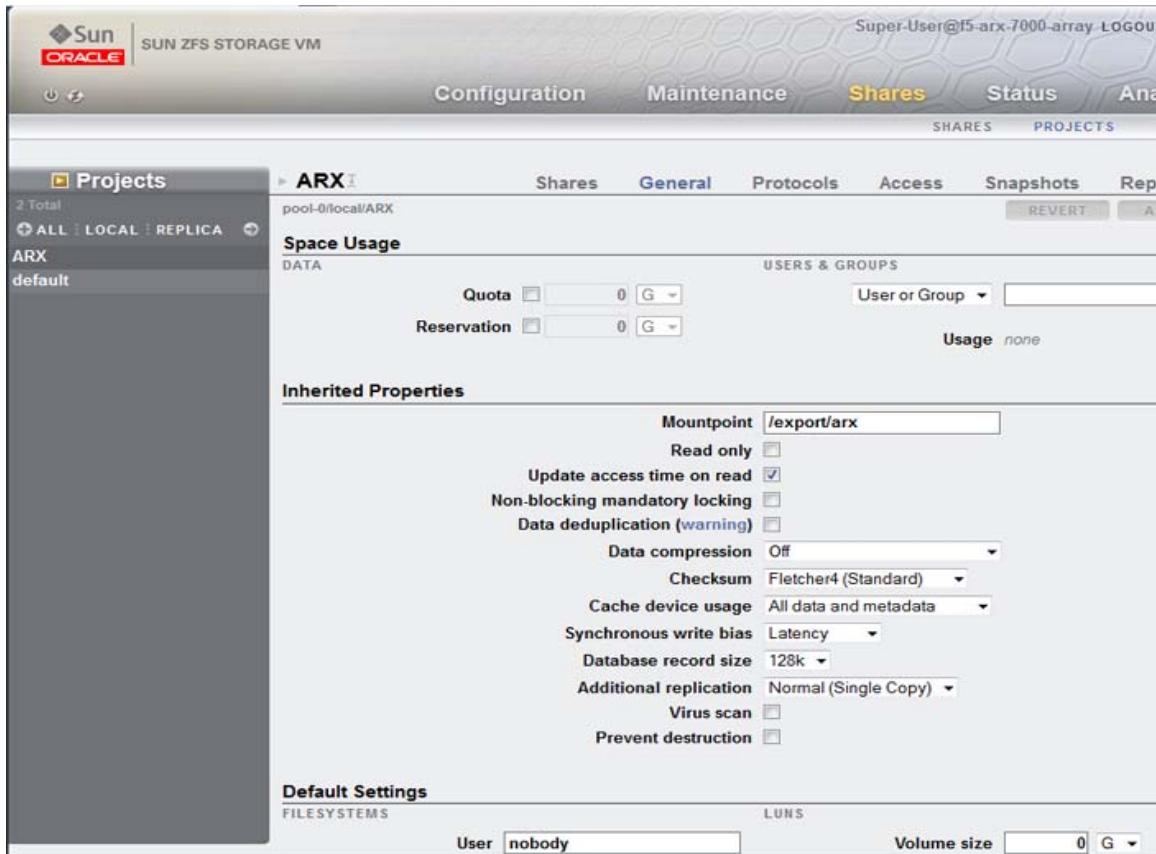 Sun
ORACLE
SUN ZFS STORAGE VM
Super-User@f5-arx-7000-array LOGOU
Configuration Maintenance Shares Status Ana
SHARES PROJECTS
Projects
2 Total
ALL LOCAL REPLICA
ARX
default
ARX
Shares General Protocols Access Snapshots Rep
pool-0/local/ARX
REVERT A
Space Usage
DATA
USERS & GROUPS
Quota 0 G
User or Group
Reservation 0 G
Usage none
Inherited Properties
Mountpoint /export/arx
Read only
Update access time on read
Non-blocking mandatory locking
Data deduplication (warning)
Data compression Off
Checksum Fletcher4 (Standard)
Cache device usage All data and metadata
Synchronous write bias Latency
Database record size 128k
Additional replication Normal (Single Copy)
Virus scan
Prevent destruction
Default Settings
FILESYSTEMS
LUNS
User nobody
Volume size 0 G